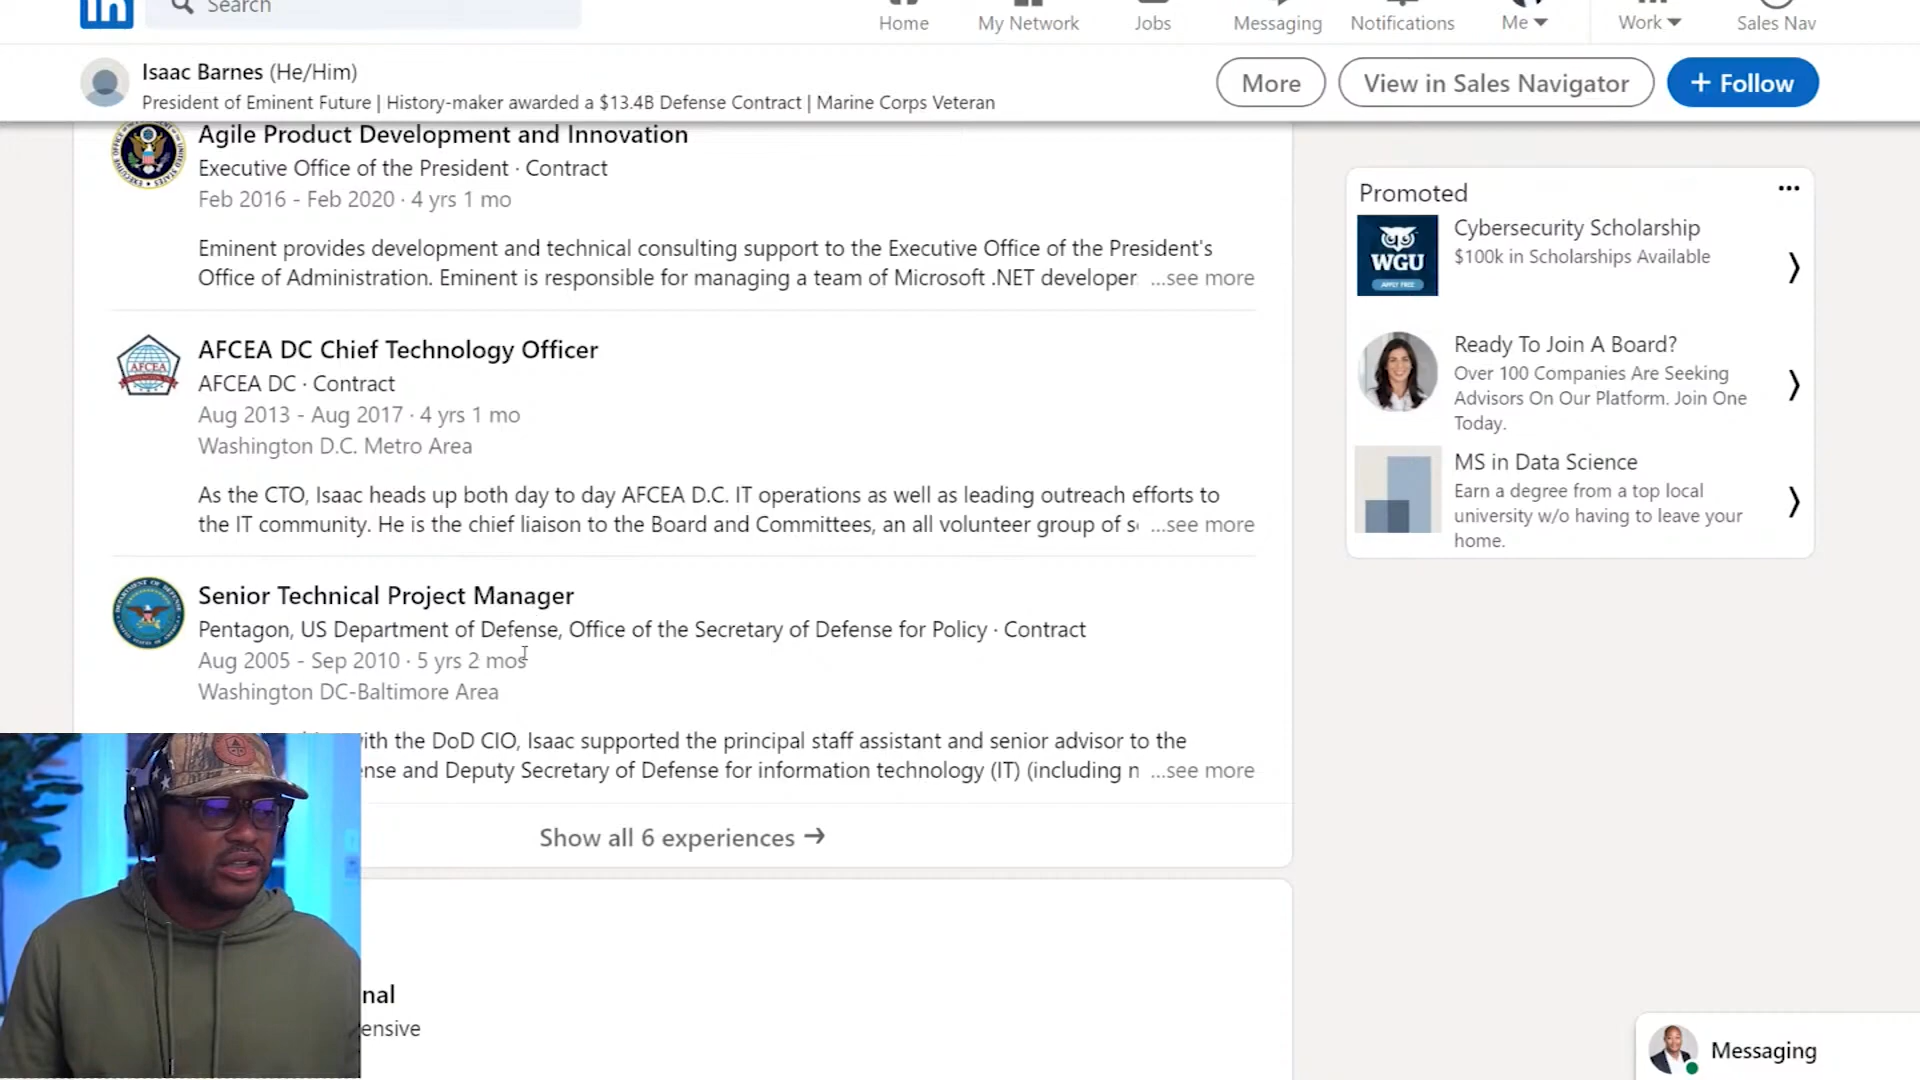 in
Search
Home
My Network
Jobs
Messaging
Notifications
Me
Work
Sales Nav
Isaac Barnes (He/Him)
President of Eminent Future | History-maker awarded a $13.4B Defense Contract | Marine Corps Veteran
More
View in Sales Navigator
+ Follow
Agile Product Development and Innovation
Executive Office of the President · Contract
Feb 2016 - Feb 2020 · 4 yrs 1 mo
Eminent provides development and technical consulting support to the Executive Office of the President's
Office of Administration. Eminent is responsible for managing a team of Microsoft .NET developer ...see more
AFCEA
AFCEA DC Chief Technology Officer
AFCEA DC · Contract
Aug 2013 - Aug 2017 · 4 yrs 1 mo
Washington D.C. Metro Area
As the CTO, Isaac heads up both day to day AFCEA D.C. IT operations as well as leading outreach efforts to
the IT community. He is the chief liaison to the Board and Committees, an all volunteer group of s ...see more
Senior Technical Project Manager
Pentagon, US Department of Defense, Office of the Secretary of Defense for Policy · Contract
Aug 2005 - Sep 2010 · 5 yrs 2 mos
Washington DC-Baltimore Area
with the DoD CIO, Isaac supported the principal staff assistant and senior advisor to the
nse and Deputy Secretary of Defense for information technology (IT) (including n ...see more
Show all 6 experiences →
nal
ensive
Promoted
...
WGU
APPLY FREE
Cybersecurity Scholarship
$100k in Scholarships Available
Ready To Join A Board?
Over 100 Companies Are Seeking
Advisors On Our Platform. Join One
Today.
MS in Data Science
Earn a degree from a top local
university w/o having to leave your
home.
Messaging